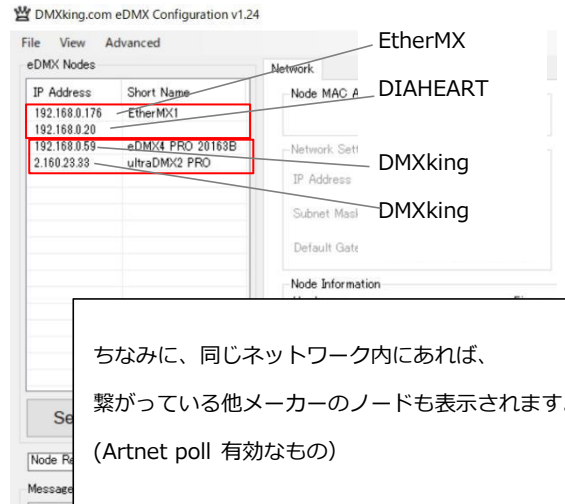 DMXking.com eDMX Configuration v1.24
File View Advanced
eDMX Nodes
IP Address Short Name
192.168.0.176 EtherMX1
192.168.0.20
192.168.0.59 eDMX4 PRO 20163B
2.160.23.33 ultraDMX2 PRO
EtherMX
DIAHEART
DMXking
DMXking
Network
Node MAC A
Network Sett
IP Address
Subnet Mask
Default Gate
Node Information
ちなみに、同じネットワーク内にあれば、
繋がっている他メーカーのノードも表示されます。
(Artnet poll 有効なもの）
Se
Node Re
Message